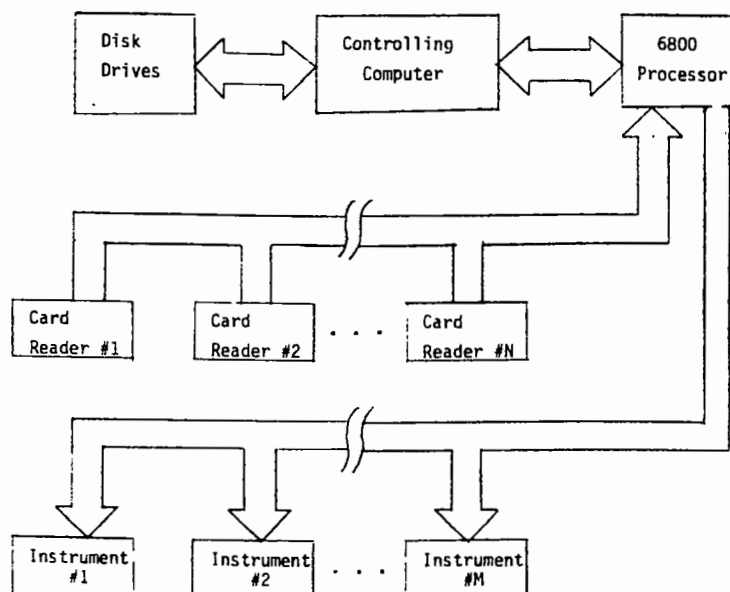 Disk
Drives
Controlling
Computer
6800
Processor
Card
Reader #1
Card
Reader #2
. . .
Card
Reader #N
Instrument
#1
Instrument
#2
. . .
Instrument
#M